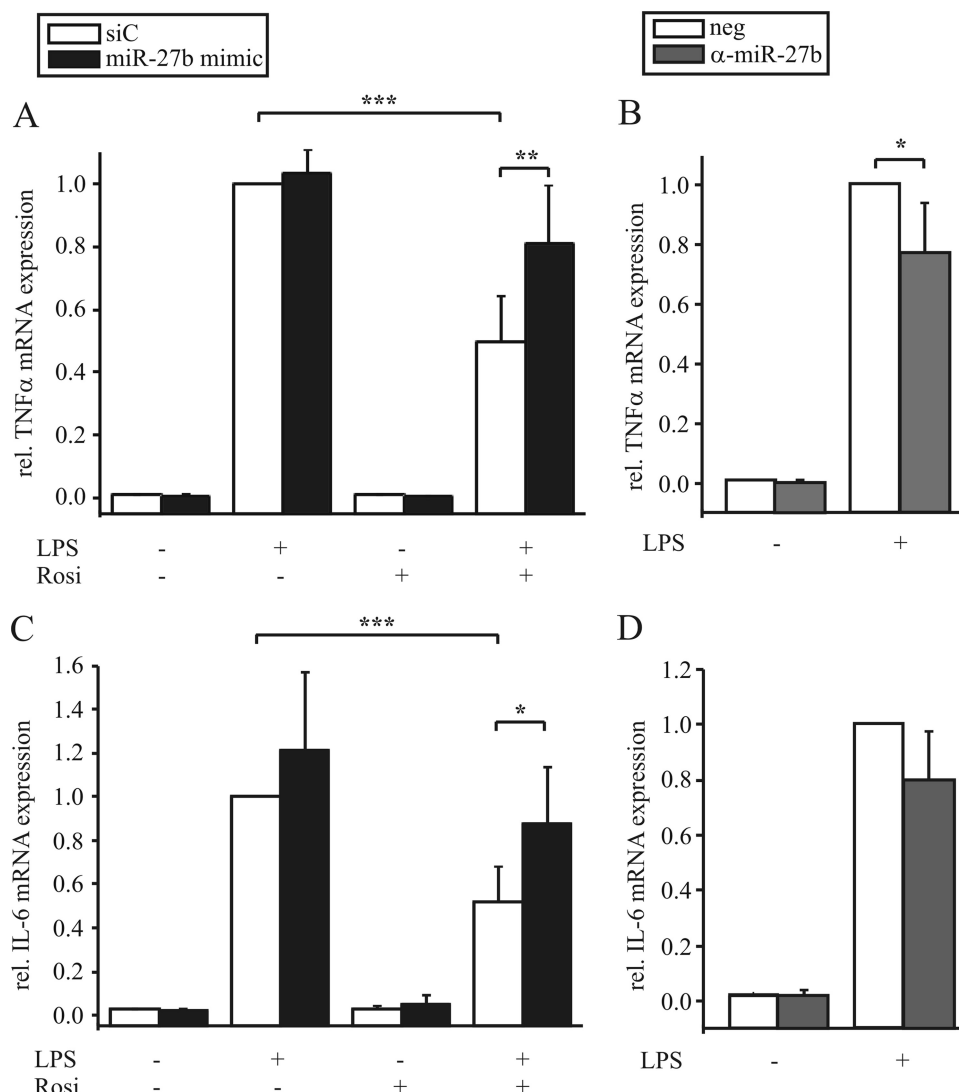 siC
miR-27b mimic
neg
α-miR-27b
A
***
**
rel. TNFα mRNA expression
1.0
0.8
0.6
0.4
0.2
0.0
LPS - + - +
Rosi - - + +
B
*
rel. TNFα mRNA expression
1.0
0.8
0.6
0.4
0.2
0.0
LPS - +
C
***
*
rel. IL-6 mRNA expression
1.6
1.4
1.2
1.0
0.8
0.6
0.4
0.2
0.0
LPS - + - +
Rosi - - + +
D
rel. IL-6 mRNA expression
1.2
1.0
0.8
0.6
0.4
0.2
0.0
LPS - +